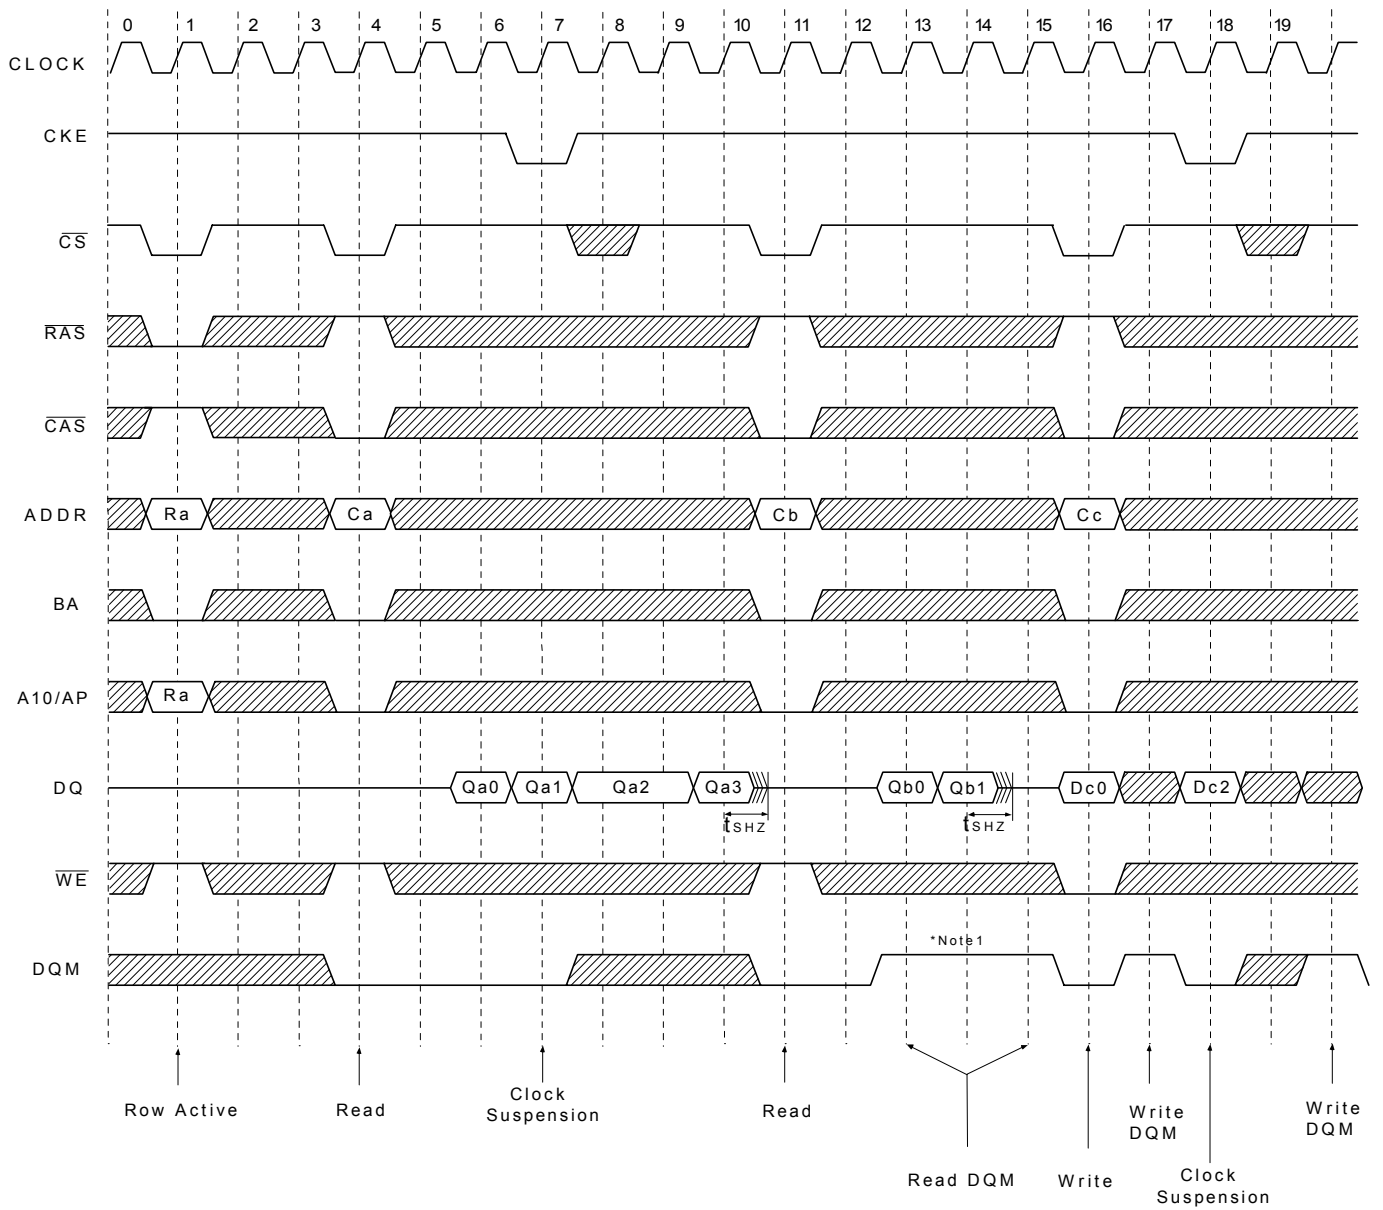 0 1 2 3 4 5 6 7 8 9 10 11 12 13 14 15 16 17 18 19
CLOCK
CKE
CS
RAS
CAS
ADDR Ra Ca Cb Cc
BA
A10/AP Ra
DQ Qa0 Qa1 Qa2 Qa3 Qb0 Qb1 Dc0 Dc2
tSHZ tSHZ
WE
*Note1
DQM
Row Active
Read
Clock
Suspension
Read
Read DQM
Write
Write
DQM
Clock
Suspension
Write
DQM